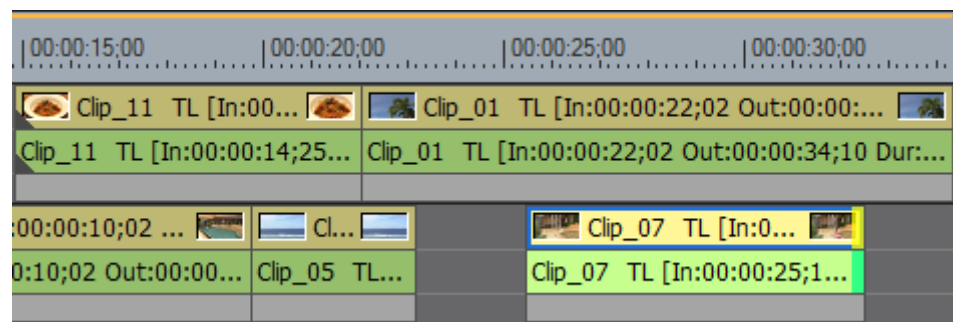 00:00:15;00 00:00:20;00 00:00:25;00 00:00:30;00
Clip_11 TL [In:00... Clip_01 TL [In:00:00:22;02 Out:00:00:...
Clip_11 TL [In:00:00:14;25... Clip_01 TL [In:00:00:22;02 Out:00:00:34;10 Dur:...
:00:00:10;02 ... Cl... Clip_07 TL [In:0...
0:10;02 Out:00:00... Clip_05 TL... Clip_07 TL [In:00:00:25;1...